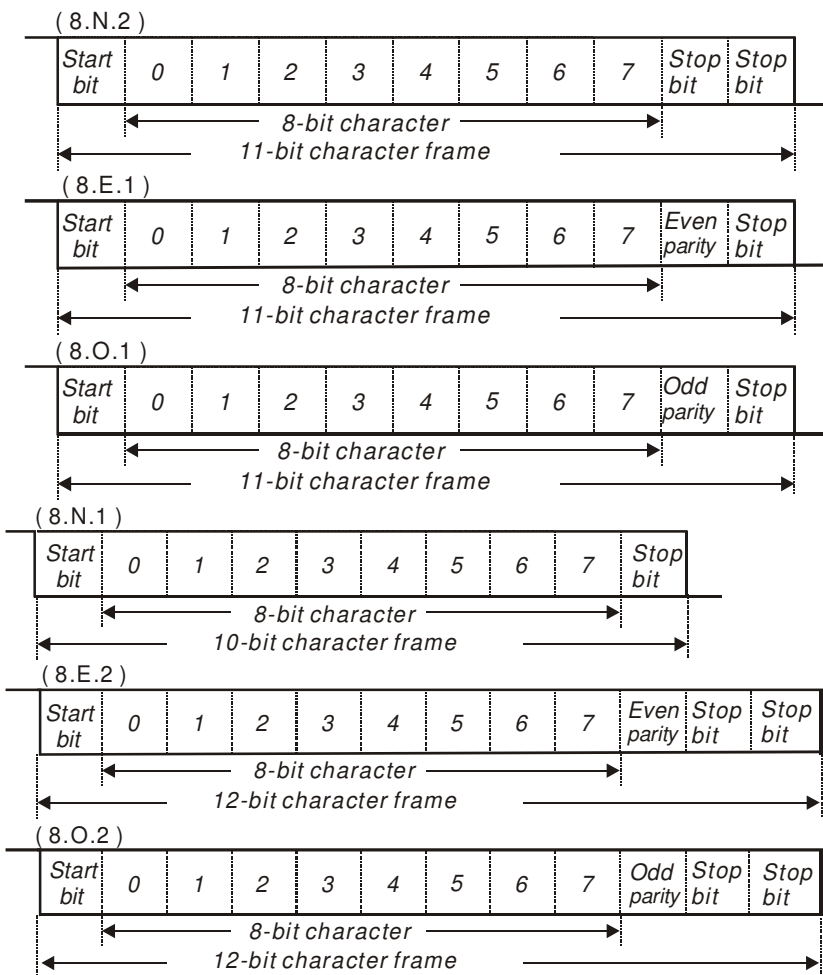 (8.N.2)
Start bit 0 1 2 3 4 5 6 7 Stop bit Stop bit
8-bit character
11-bit character frame
(8.E.1)
Start bit 0 1 2 3 4 5 6 7 Even parity Stop bit
8-bit character
11-bit character frame
(8.O.1)
Start bit 0 1 2 3 4 5 6 7 Odd parity Stop bit
8-bit character
11-bit character frame
(8.N.1)
Start bit 0 1 2 3 4 5 6 7 Stop bit
8-bit character
10-bit character frame
(8.E.2)
Start bit 0 1 2 3 4 5 6 7 Even parity Stop bit Stop bit
8-bit character
12-bit character frame
(8.O.2)
Start bit 0 1 2 3 4 5 6 7 Odd parity Stop bit Stop bit
8-bit character
12-bit character frame